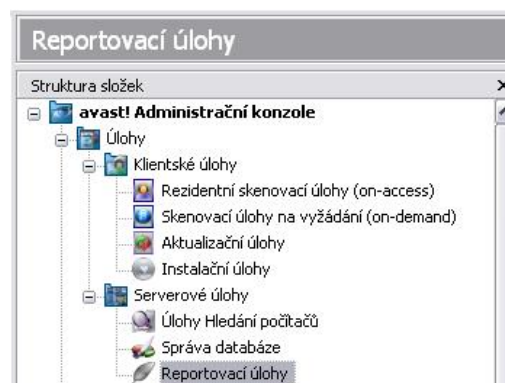 Reportovací úlohy
Struktura složek
avast! Administrační konzole
Úlohy
Klientské úlohy
Rezidentní skenovací úlohy (on-access)
Skenovací úlohy na vyžádání (on-demand)
Aktualizační úlohy
Instalační úlohy
Serverové úlohy
Úlohy Hledání počítačů
Správa databáze
Reportovací úlohy